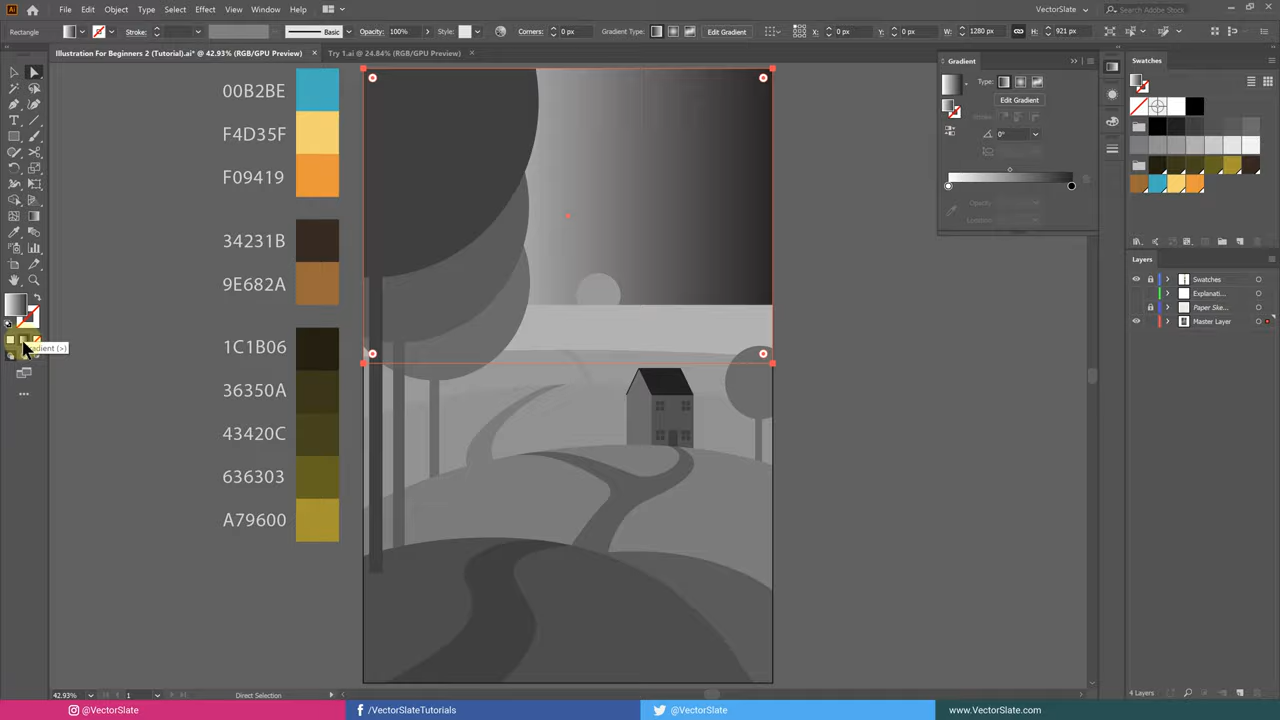 Ai File Edit Object Type Select Effect View Window Help VectorSlate Search Adobe Stock
Rectangle Stroke: Basic Opacity: 100% Style: Corners: 0 px Gradient Type: Edit Gradient X: 0 px Y: 0 px W: 1280 px H: 921 px
Illustration For Beginners 2 (Tutorial).ai* @ 42.93% (RGB/GPU Preview) × Try 1.ai @ 24.84% (RGB/GPU Preview) ×
Gradient
Type:
Edit Gradient
0°
Opacity
Location:
Swatches
00B2BE
F4D35F
F09419
34231B
9E682A
1C1B06
36350A
43420C
636303
A79600
Layers
Swatches
Explanati...
Paper Ske...
Master Layer
4 Layers
Gradient (>)
42.93% 1 Direct Selection
@VectorSlate /VectorSlateTutorials @VectorSlate www.VectorSlate.Com